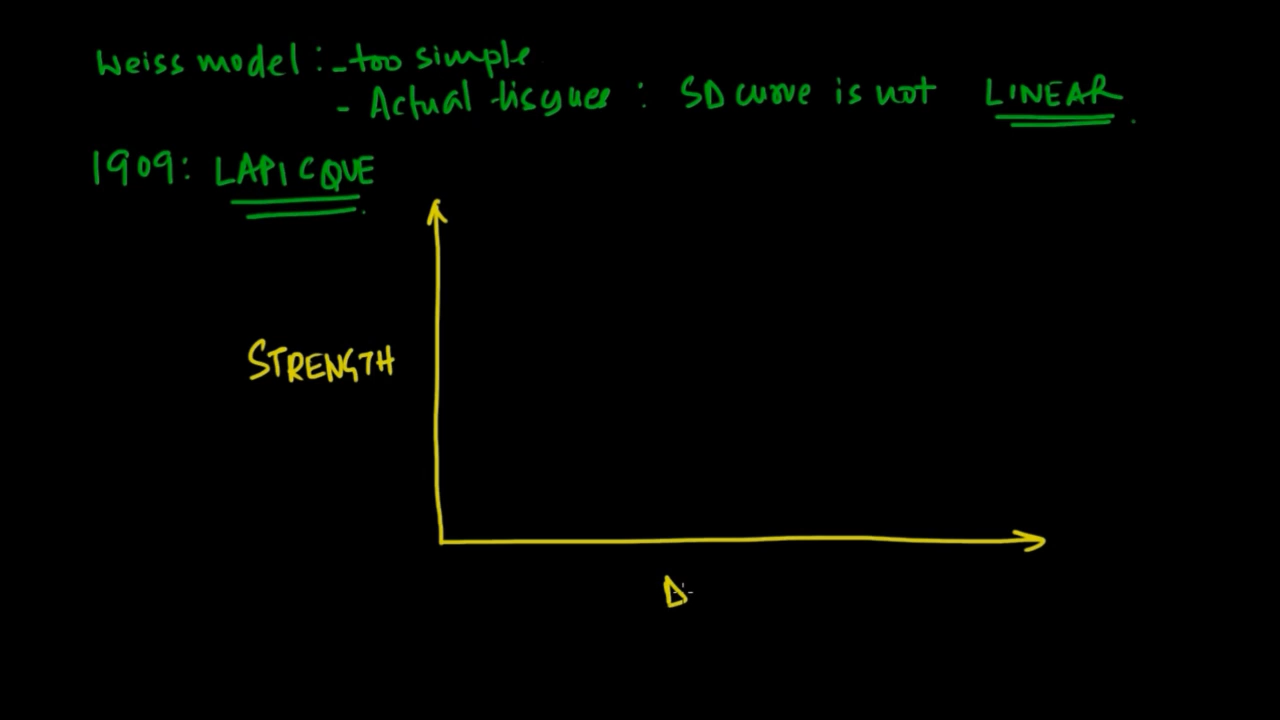 Weiss model : - too simple
- Actual tissues : SD curve is not LINEAR.
1909: LAPICQUE.
STRENGTH
D